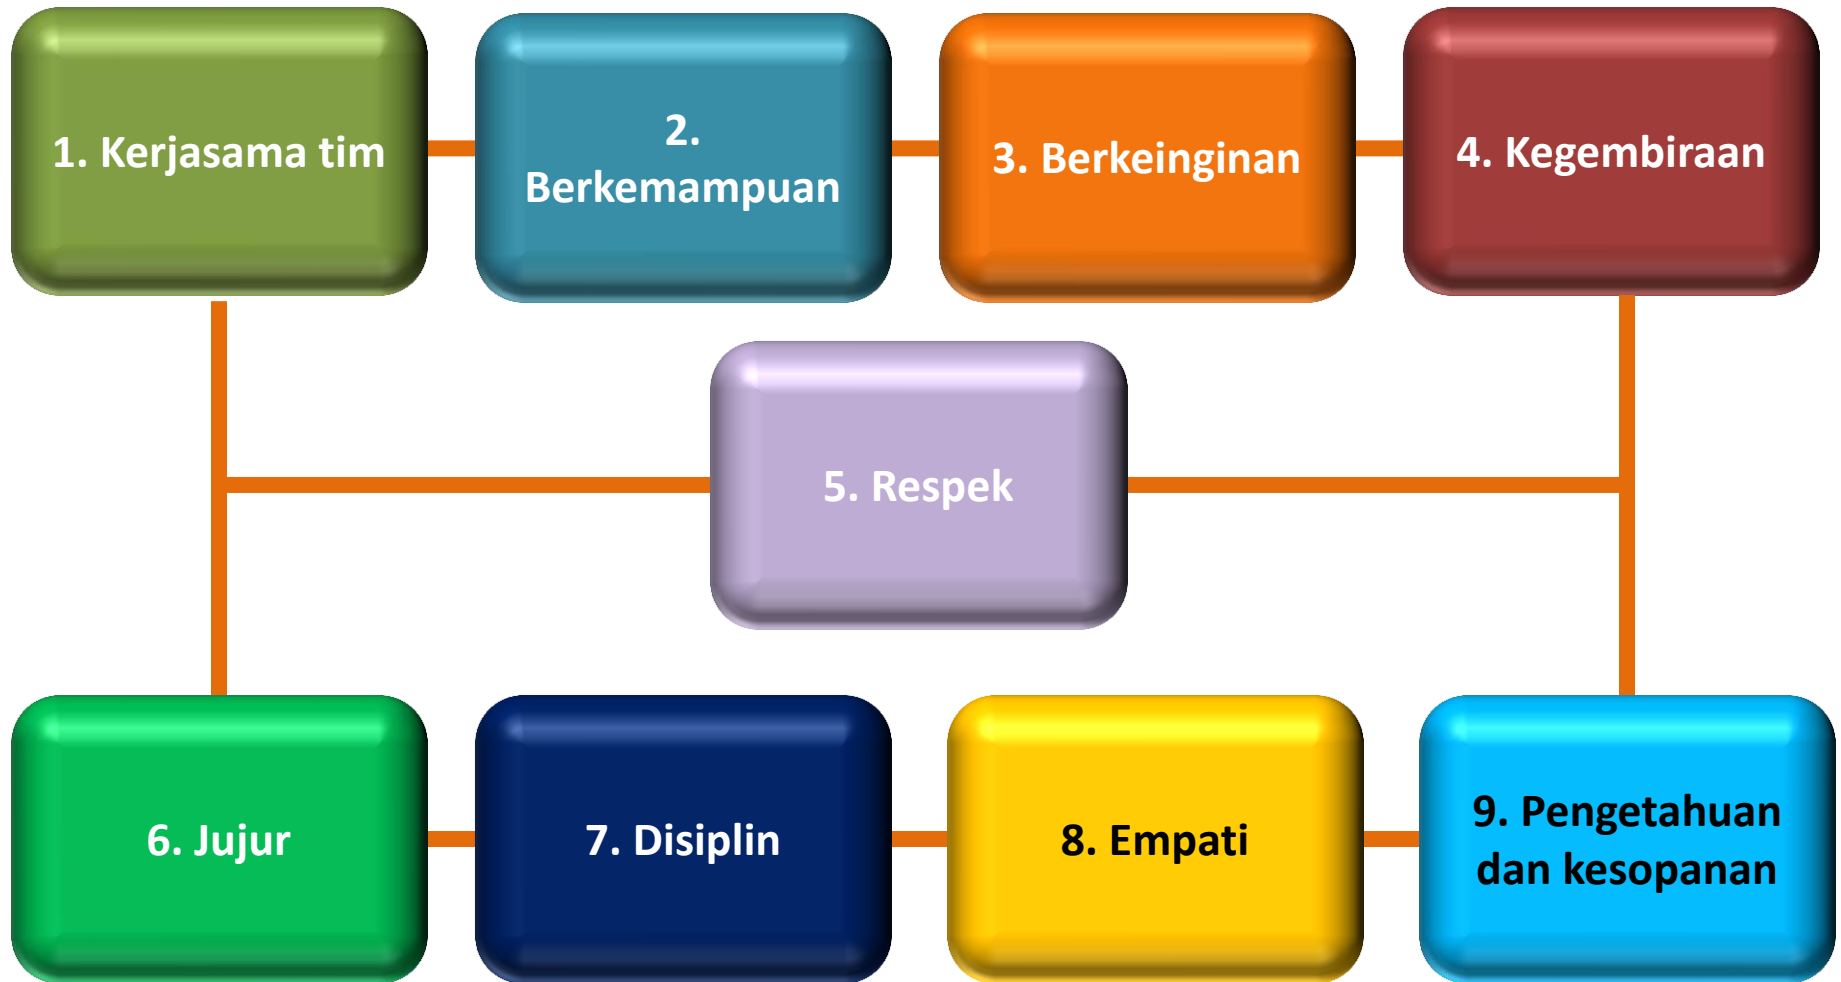 1. Kerjasama tim
2.
Berkemampuan
3. Berkeinginan
4. Kegembiraan
5. Respek
6. Jujur
7. Disiplin
8. Empati
9. Pengetahuan
dan kesopanan